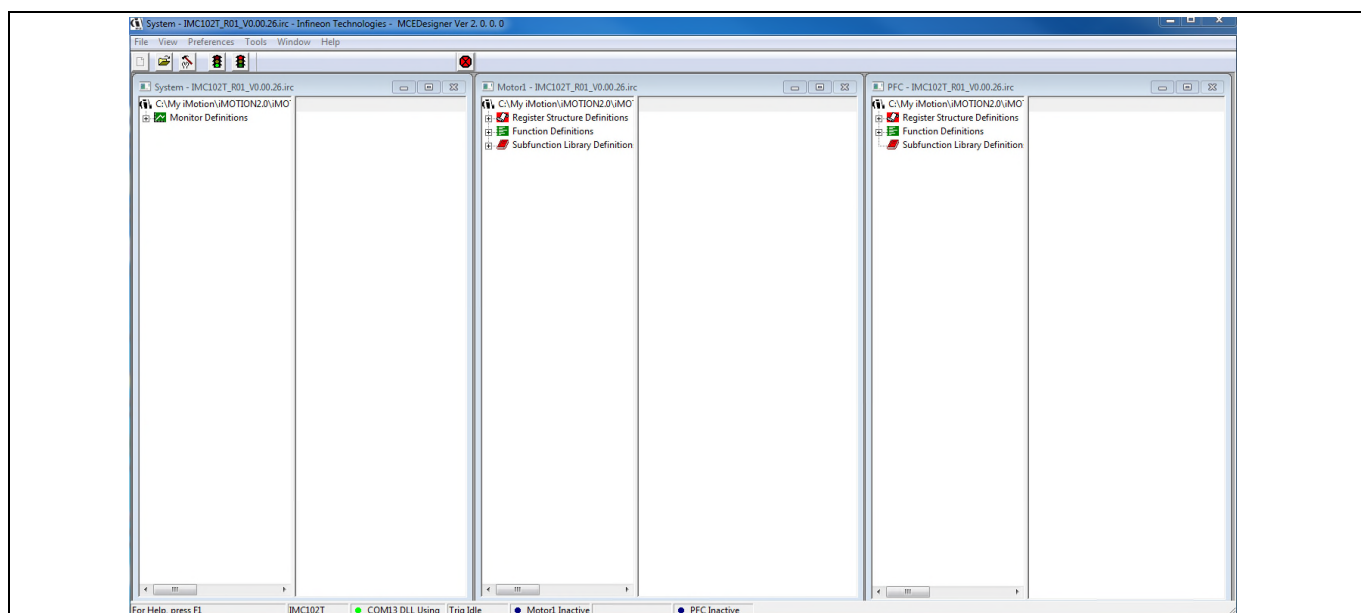 System - IMC102T_R01_V0.00.26.irc - Infineon Technologies - MCEDesigner Ver 2. 0. 0. 0
File View Preferences Tools Window Help
System - IMC102T_R01_V0.00.26.irc
C:\My iMotion\iMOTION2.0\iMO
Monitor Definitions
Motor1 - IMC102T_R01_V0.00.26.irc
C:\My iMotion\iMOTION2.0\iMO
Register Structure Definitions
Function Definitions
Subfunction Library Definition
PFC - IMC102T_R01_V0.00.26.irc
C:\My iMotion\iMOTION2.0\iMO
Register Structure Definitions
Function Definitions
Subfunction Library Definition
For Help, press F1 IMC102T COM13 DLL Using Trig Idle Motor1 Inactive PFC Inactive